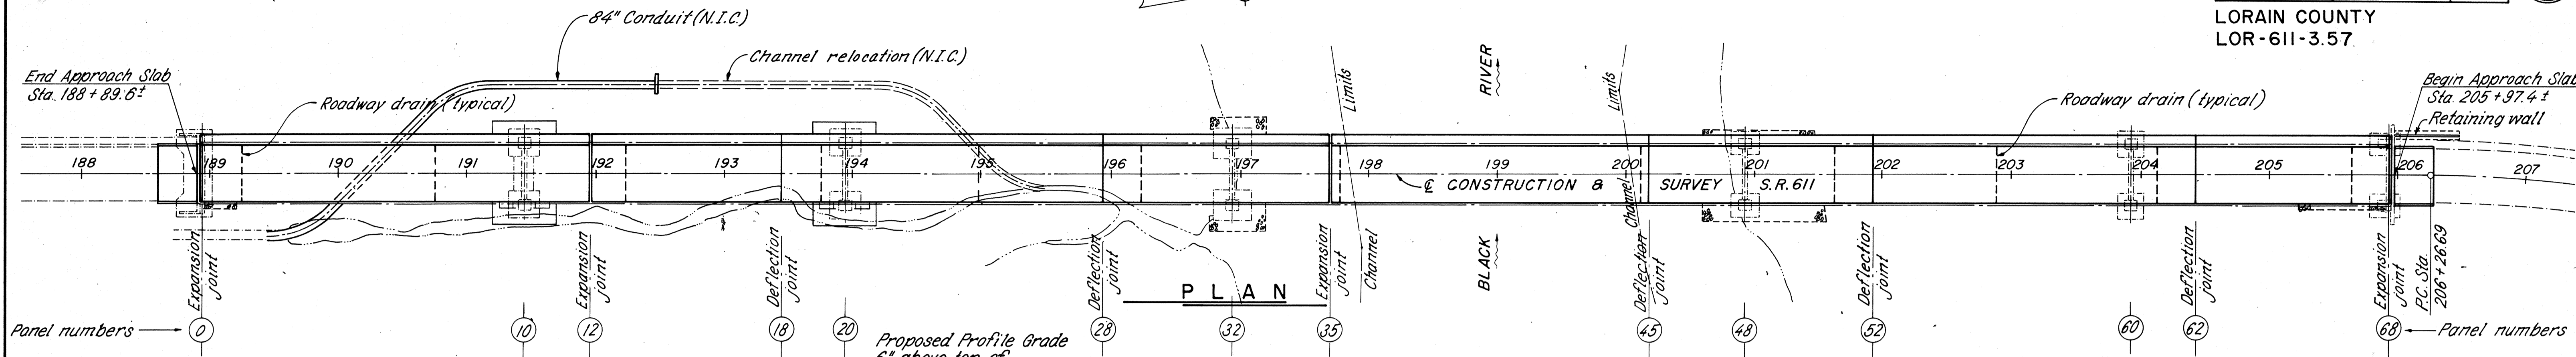 84" Conduit (N.I.C.)
LORAIN COUNTY
LOR-611-3.57
Channel relocation (N.I.C.)
End Approach Slab
Sta. 188 + 89.6±
Roadway drain (typical)
RIVER
Limits
Limits
Roadway drain (typical)
Begin Approach Slab
Sta. 205 + 97.4 ±
Retaining wall
188 189 190 191 192 193 194 195 196 197 198 199 200 201 202 203 204 205 206 207
℄ CONSTRUCTION & SURVEY S.R. 611
Expansion joint
Expansion joint
Deflection joint
Deflection joint
Expansion joint
Channel
BLACK
Channel
Deflection joint
Deflection joint
Deflection joint
Expansion joint
P.C. Sta.
206 + 26.69
PLAN
Panel numbers 0 10 12 18 20 28 32 35 45 48 52 60 62 68 Panel numbers
Proposed Profile Grade
6" above top of